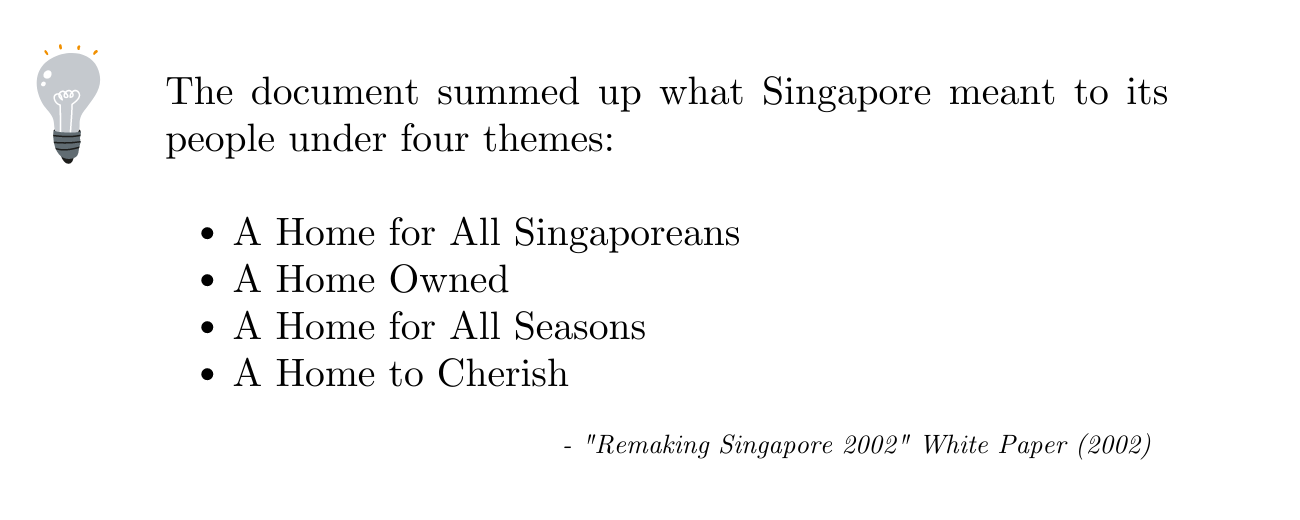 The document summed up what Singapore meant to its
people under four themes:
• A Home for All Singaporeans
• A Home Owned
• A Home for All Seasons
• A Home to Cherish
- "Remaking Singapore 2002" White Paper (2002)